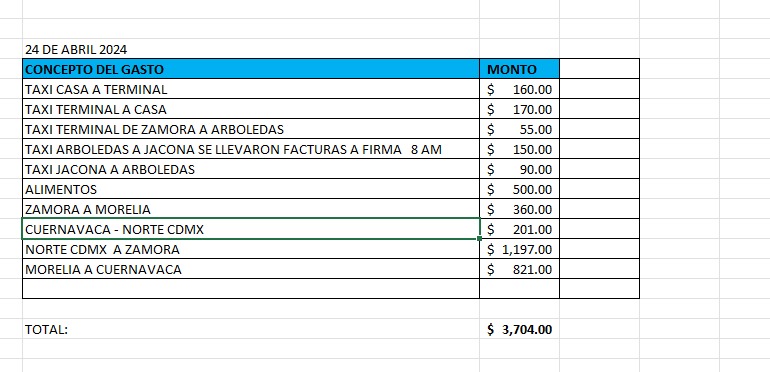 24 DE ABRIL 2024
CONCEPTO DEL GASTO MONTO
TAXI CASA A TERMINAL $ 160.00
TAXI TERMINAL A CASA $ 170.00
TAXI TERMINAL DE ZAMORA A ARBOLEDAS $ 55.00
TAXI ARBOLEDAS A JACONA SE LLEVARON FACTURAS A FIRMA 8 AM $ 150.00
TAXI JACONA A ARBOLEDAS $ 90.00
ALIMENTOS $ 500.00
ZAMORA A MORELIA $ 360.00
CUERNAVACA - NORTE CDMX $ 201.00
NORTE CDMX A ZAMORA $ 1,197.00
MORELIA A CUERNAVACA $ 821.00
TOTAL: $ 3,704.00